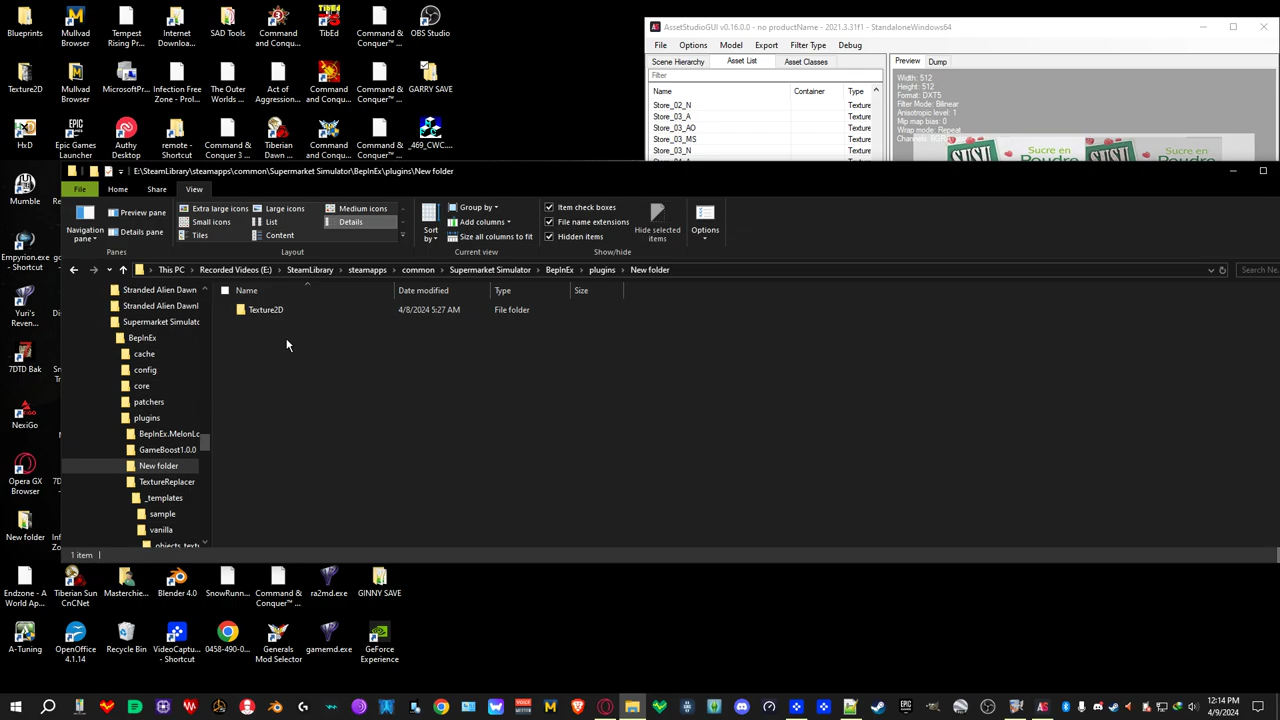 AssetStudioGUI v0.16.0.0 - no productName - 2021.3.31f1 - StandaloneWindows64
File Options Model Export Filter Type Debug
Scene Hierarchy Asset List Asset Classes
Filter
Name Container Type
Store_02_N Texture
Store_03_A Texture
Store_03_AO Texture
Store_03_MS Texture
Store_03_N Texture
Preview Dump
Width: 512
Height: 512
Format: DXT5
Filter Mode: Bilinear
Anisotropic level: 1
Mip map bias: 0
Wrap mode: Repeat
SUSU
Sucre en
Poudre
SUSU
Sucre en
Poudre
Blueprints
Mullvad
Browser
Tempest
Rising Pr...
Internet
Downloa...
SAD Tools
Command
and Conqu...
TibEd
Command &
Conquer™ ...
OBS Studio
Texture2D
Mullvad
Browser
MicrosoftPr...
Infection Free
Zone - Prol...
The Outer
Worlds ...
Act of
Aggression...
Command
and Conqu...
Command &
Conquer™ ...
GARRY SAVE
HxD
Epic Games
Launcher
Authy
Desktop
remote -
Shortcut
Command &
Conquer 3 ...
Tiberian
Dawn ...
Command &
Conquer™ ...
Command &
Conquer™ ...
_469_CWC...
Mumble
Empyrion.e...
- Shortcut
Yuri's
Reven...
7DTD Bak
NexiGo
Opera GX
Browser
New folder
E:\SteamLibrary\steamapps\common\Supermarket Simulator\BepInEx\plugins\New folder
File Home Share View
Navigation
pane
Preview pane
Details pane
Panes
Extra large icons Large icons Medium icons
Small icons List Details
Tiles Content
Layout
Sort
by
Group by
Add columns
Size all columns to fit
Current view
Item check boxes
File name extensions
Hidden items
Hide selected
items
Show/hide
Options
This PC > Recorded Videos (E:) > SteamLibrary > steamapps > common > Supermarket Simulator > BepInEx > plugins > New folder
Search Ne
Name Date modified Type Size
Texture2D 4/8/2024 5:27 AM File folder
Stranded Alien Dawn
Stranded Alien Dawn
Supermarket Simulato
BepInEx
cache
config
core
patchers
plugins
BepInEx.MelonLo
GameBoost1.0.0
New folder
TextureReplacer
_templates
sample
vanilla
objects_text
1 item
Endzone - A
World Ap...
Tiberian Sun
CnCNet
Masterchie...
Blender 4.0
SnowRunn...
Command &
Conquer™ ...
ra2md.exe
GINNY SAVE
A-Tuning
OpenOffice
4.1.14
Recycle Bin
VideoCaptu...
- Shortcut
0458-490-0...
Generals
Mod Selector
gamemd.exe
GeForce
Experience
12:14 PM
4/9/2024